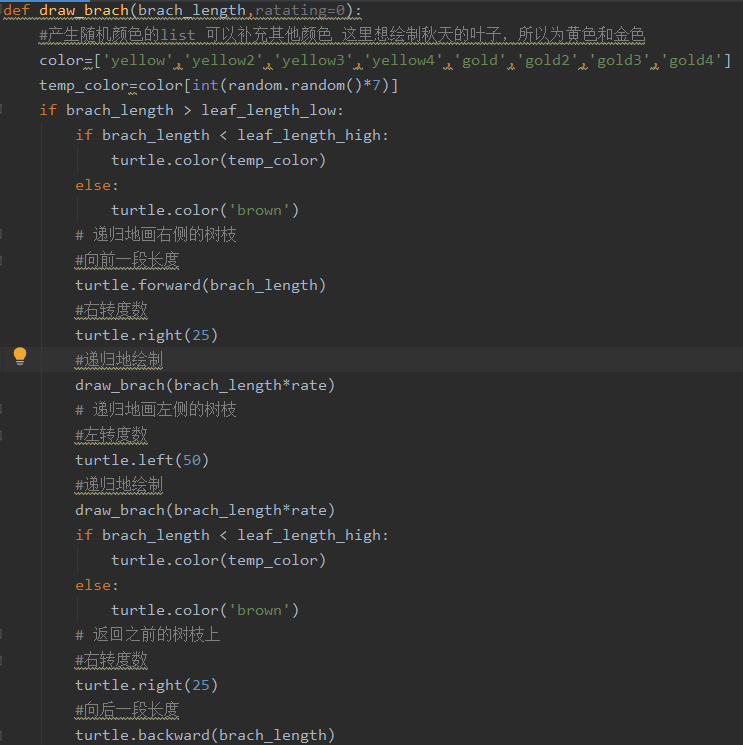 def draw_brach(brach_length,ratating=0):
#产生随机颜色的list 可以补充其他颜色 这里想绘制秋天的叶子，所以为黄色和金色
color=['yellow','yellow2','yellow3','yellow4','gold','gold2','gold3','gold4']
temp_color=color[int(random.random()*7)]
if brach_length > leaf_length_low:
if brach_length < leaf_length_high:
turtle.color(temp_color)
else:
turtle.color('brown')
# 递归地画右侧的树枝
#向前一段长度
turtle.forward(brach_length)
#右转度数
turtle.right(25)
#递归地绘制
draw_brach(brach_length*rate)
# 递归地画左侧的树枝
#左转度数
turtle.left(50)
#递归地绘制
draw_brach(brach_length*rate)
if brach_length < leaf_length_high:
turtle.color(temp_color)
else:
turtle.color('brown')
# 返回之前的树枝上
#右转度数
turtle.right(25)
#向后一段长度
turtle.backward(brach_length)